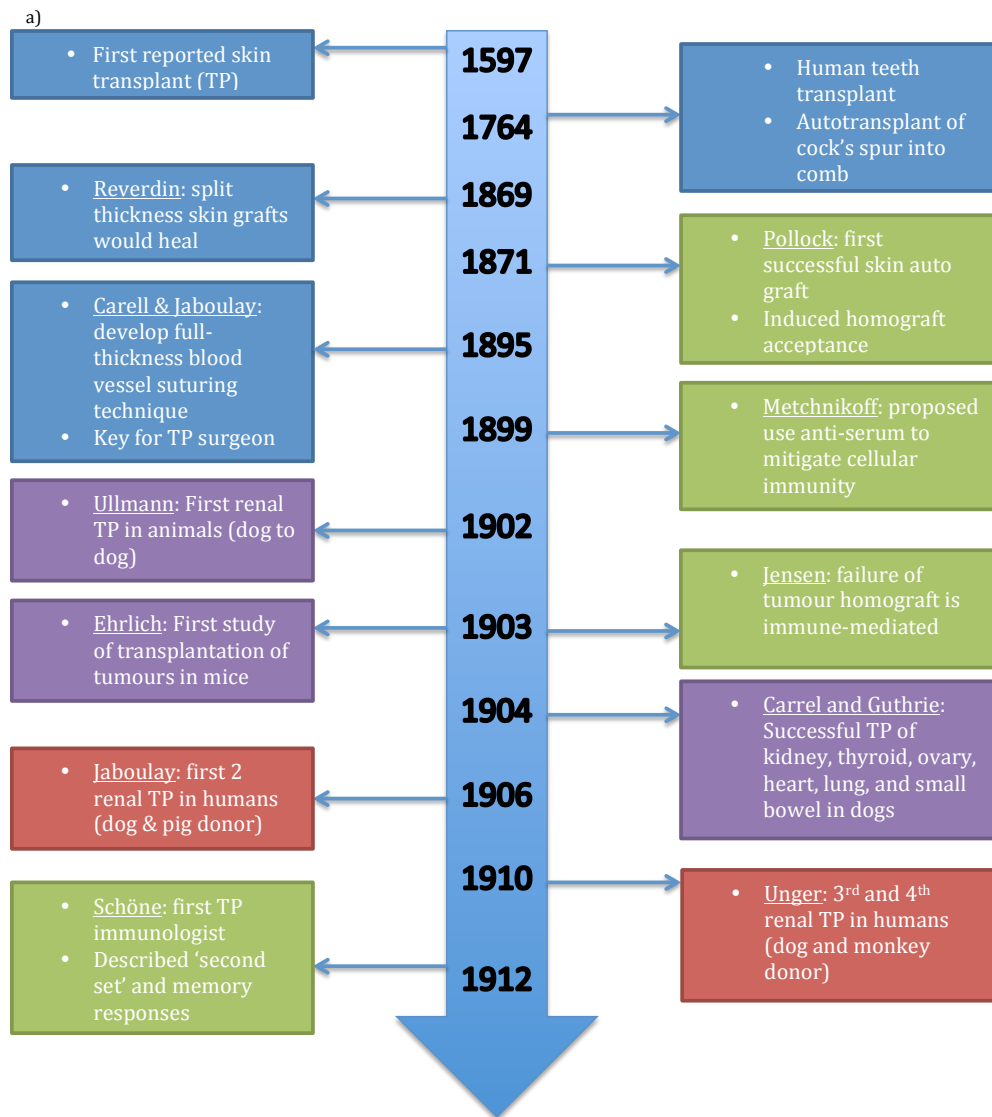 a)
1597
• First reported skin
transplant (TP)
1764
• Human teeth
transplant
• Autotransplant of
cock's spur into
comb
1869
• Reverdin: split
thickness skin grafts
would heal
1871
• Pollock: first
successful skin auto
graft
• Induced homograft
acceptance
1895
• Carell & Jaboulay:
develop full-
thickness blood
vessel suturing
technique
• Key for TP surgeon
1899
• Metchnikoff: proposed
use anti-serum to
mitigate cellular
immunity
1902
• Ullmann: First renal
TP in animals (dog to
dog)
1903
• Ehrlich: First study
of transplantation of
tumours in mice
• Jensen: failure of
tumour homograft is
immune-mediated
1904
• Carrel and Guthrie:
Successful TP of
kidney, thyroid, ovary,
heart, lung, and small
bowel in dogs
1906
• Jaboulay: first 2
renal TP in humans
(dog & pig donor)
1910
• Unger: 3rd and 4th
renal TP in humans
(dog and monkey
donor)
1912
• Schöne: first TP
immunologist
• Described ‘second
set’ and memory
responses